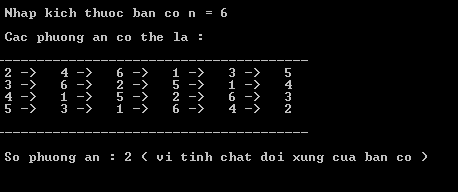 Nhap kich thuoc ban co n = 6
Cac phuong an co the la :
2 -> 4 -> 6 -> 1 -> 3 -> 5
3 -> 6 -> 2 -> 5 -> 1 -> 4
4 -> 1 -> 5 -> 2 -> 6 -> 3
5 -> 3 -> 1 -> 6 -> 4 -> 2
So phuong an : 2 ( vi tinh chat doi xung cua ban co )